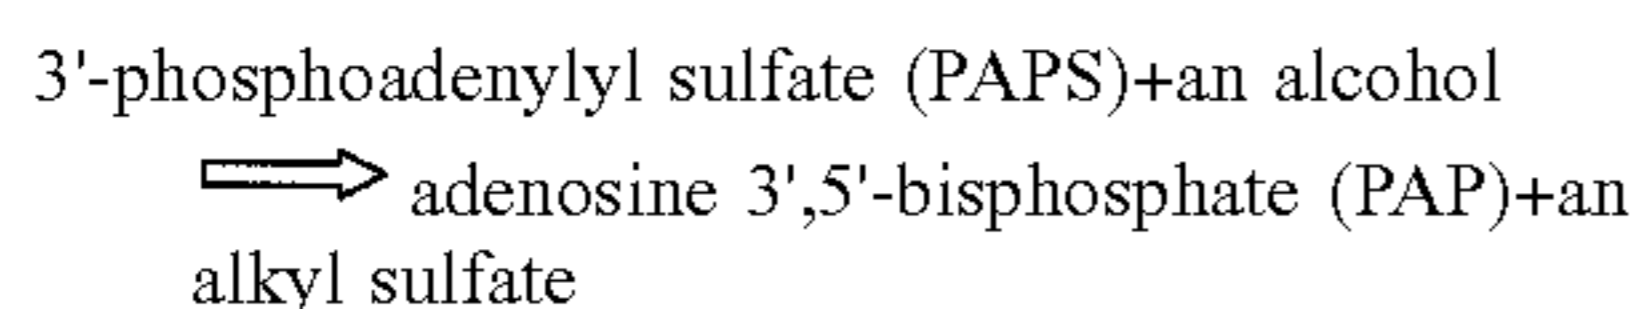 3'-phosphoadenylyl sulfate (PAPS)+an alcohol
⇨ adenosine 3',5'-bisphosphate (PAP)+an
alkyl sulfate